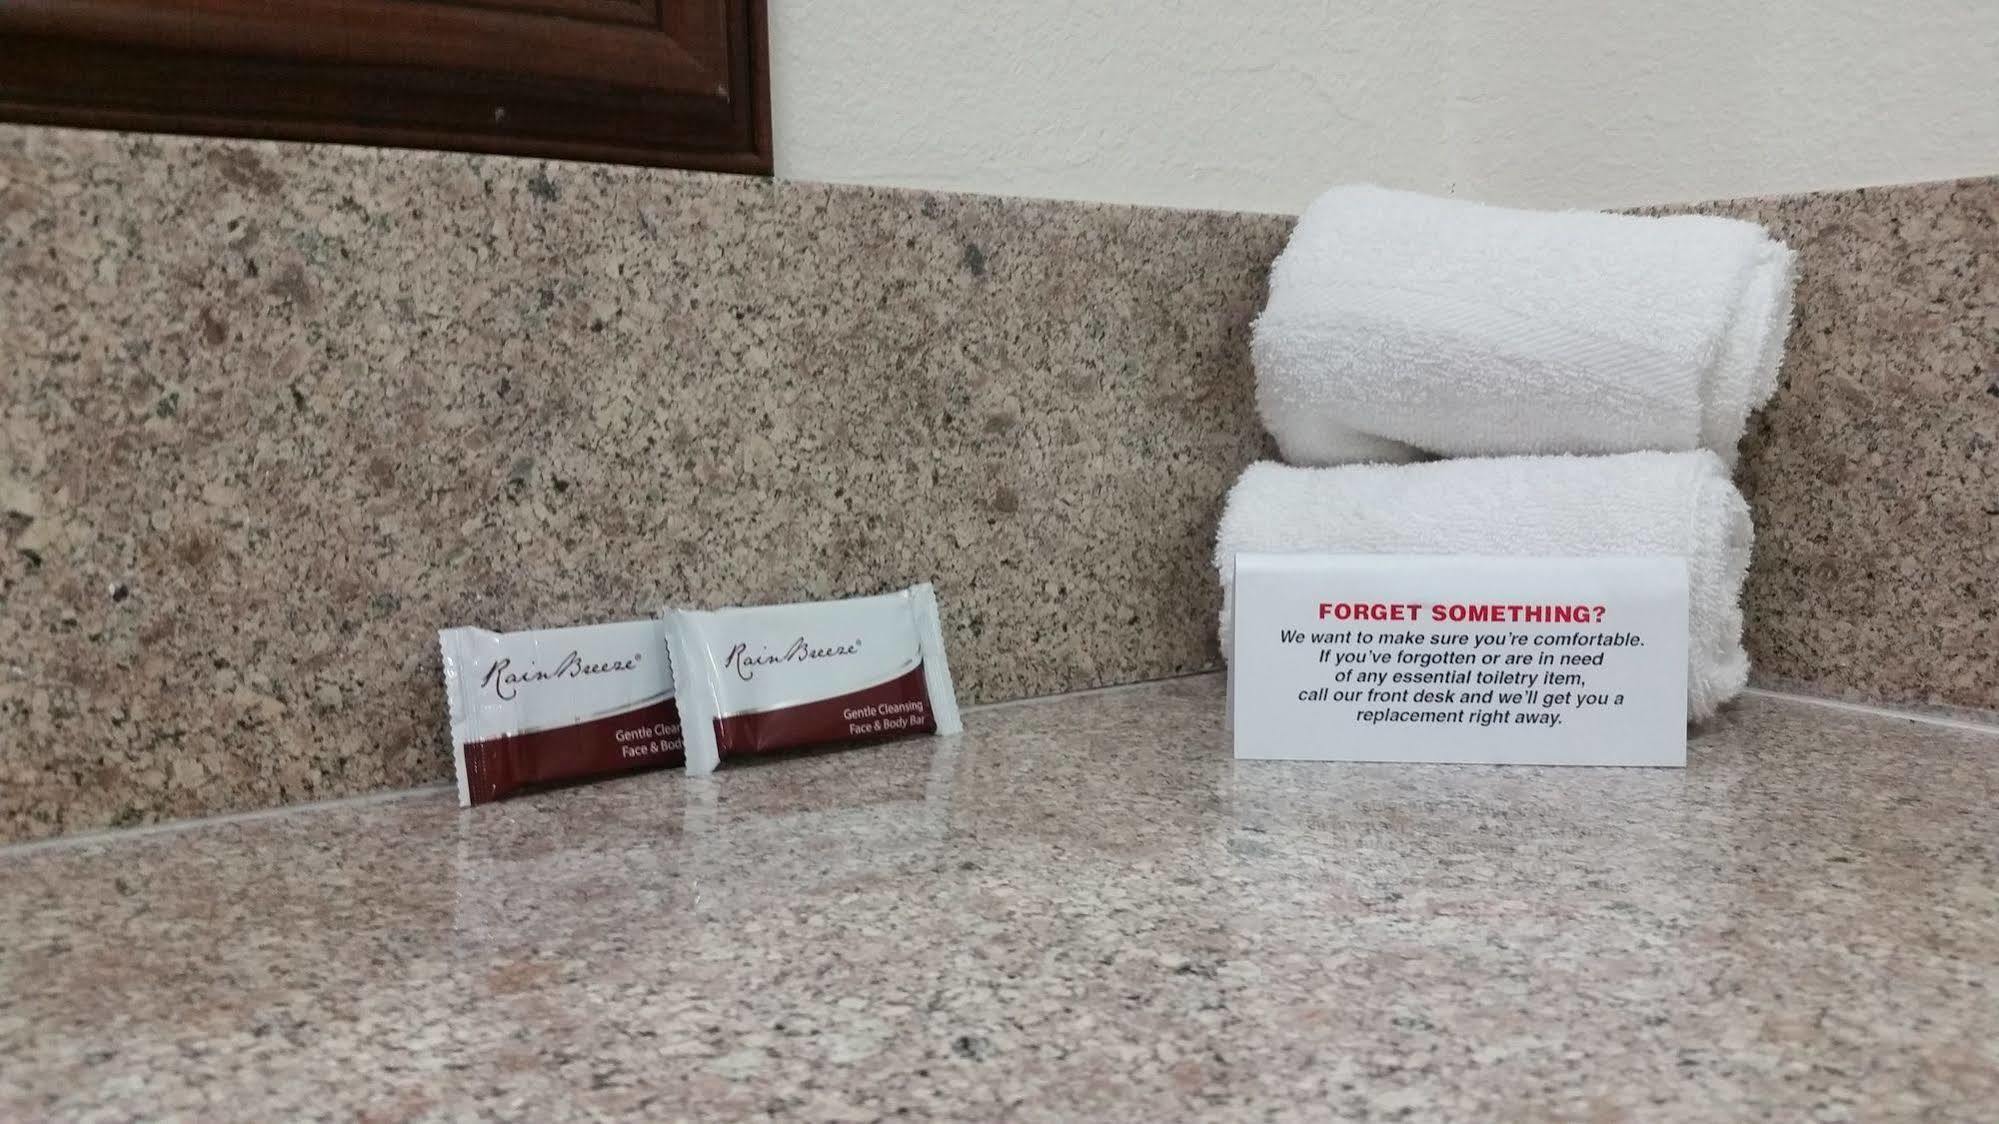 RainBreeze®
Gentle Clean
Face & Body
RainBreeze®
Gentle Cleansing
Face & Body Bar
FORGET SOMETHING?
We want to make sure you're comfortable.
If you've forgotten or are in need
of any essential toiletry item,
call our front desk and we'll get you a
replacement right away.